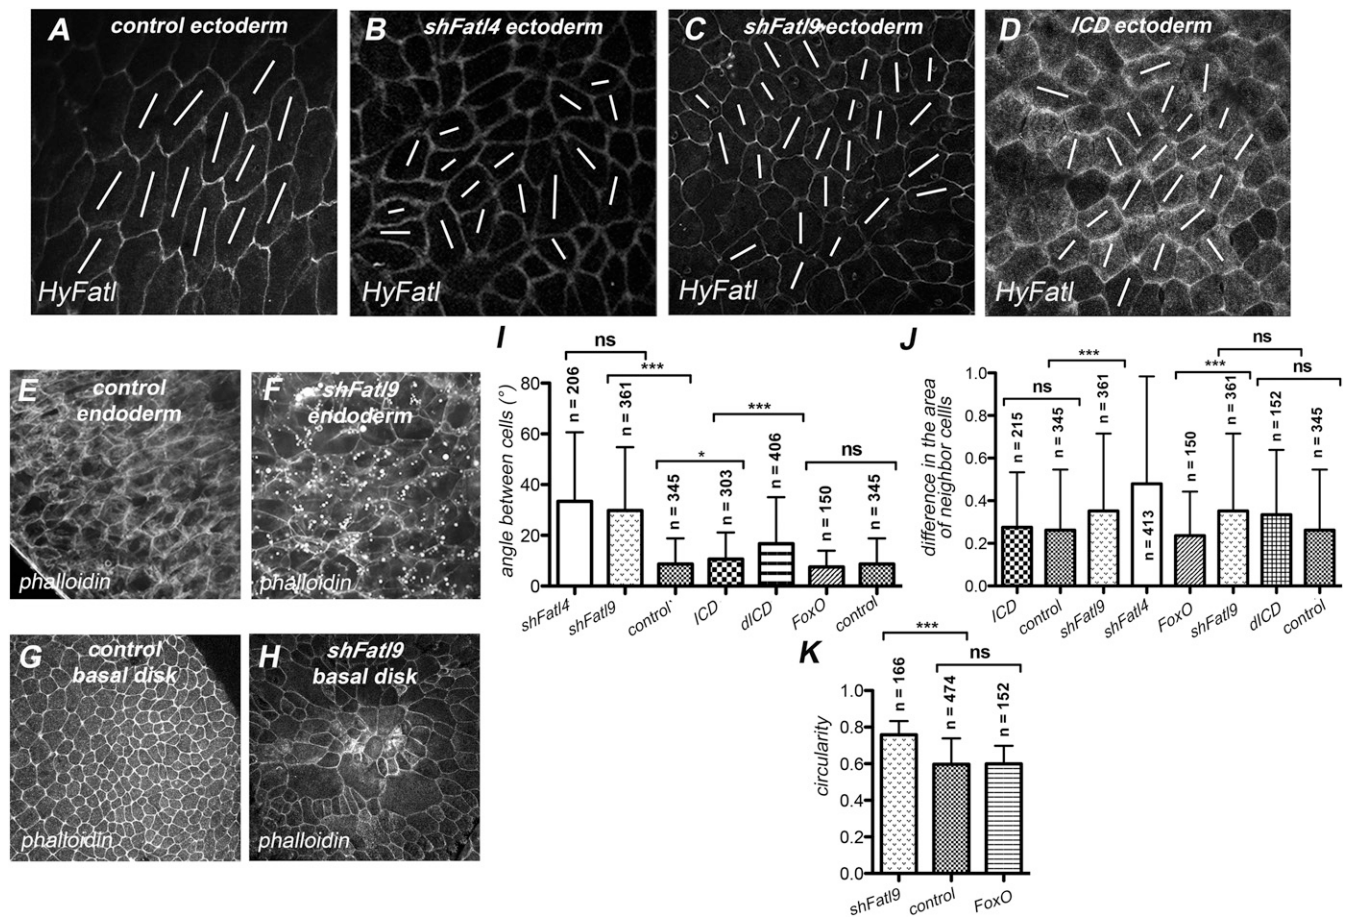 A control ectoderm
B shFatl4 ectoderm
C shFatl9 ectoderm
D ICD ectoderm
HyFatl
HyFatl
HyFatl
HyFatl
E control
endoderm
phalloidin
F shFatl9
endoderm
phalloidin
G control
basal disk
phalloidin
H shFatl9
basal disk
phalloidin
I
ns
***
***
*
ns
angle between cells (°)
80
60
40
20
0
n = 206
n = 361
n = 345
n = 303
n = 406
n = 150
n = 345
shFatl4
shFatl9
control
ICD
dICD
FoxO
control
J
ns
***
ns
***
ns
difference in the area
of neighbor cellls
1.0
0.8
0.6
0.4
0.2
0.0
n = 215
n = 345
n = 361
n = 413
n = 150
n = 361
n = 152
n = 345
ICD
control
shFatl9
shFatl4
FoxO
shFatl9
dICD
control
K
***
ns
circularity
1.0
0.8
0.6
0.4
0.2
0.0
n = 166
n = 474
n = 152
shFatl9
control
FoxO